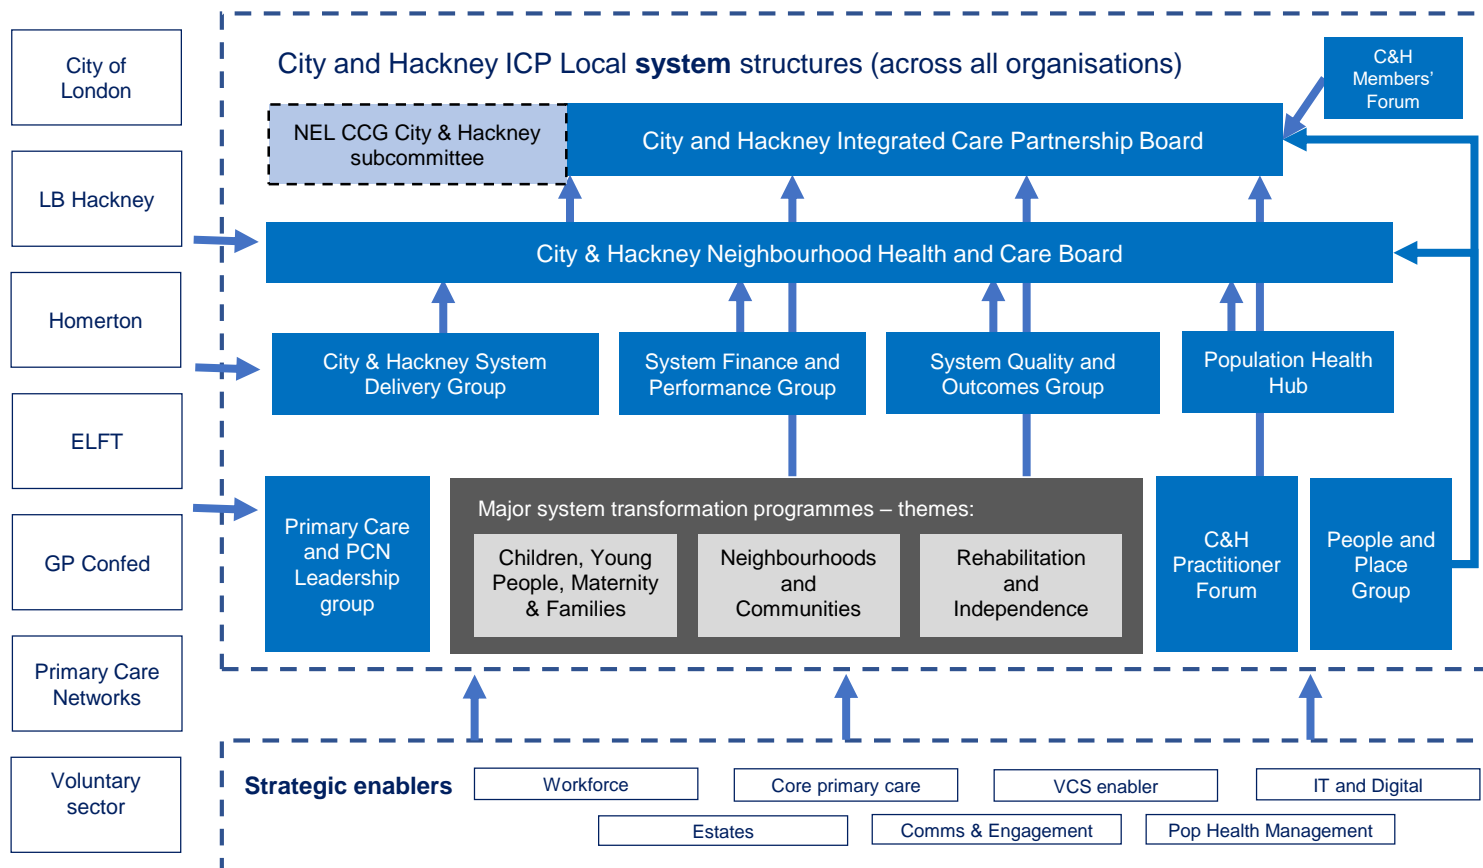 City of
London
LB Hackney
Homerton
ELFT
GP Confed
Primary Care
Networks
Voluntary
sector
City and Hackney ICP Local system structures (across all organisations)
C&H
Members'
Forum
NEL CCG City & Hackney
subcommittee
City and Hackney Integrated Care Partnership Board
City & Hackney Neighbourhood Health and Care Board
City & Hackney System
Delivery Group
System Finance and
Performance Group
System Quality and
Outcomes Group
Population Health
Hub
Primary Care
and PCN
Leadership
group
Major system transformation programmes – themes:
Children, Young
People, Maternity
& Families
Neighbourhoods
and
Communities
Rehabilitation
and
Independence
C&H
Practitioner
Forum
People and
Place
Group
Strategic enablers
Workforce
Core primary care
VCS enabler
IT and Digital
Estates
Comms & Engagement
Pop Health Management